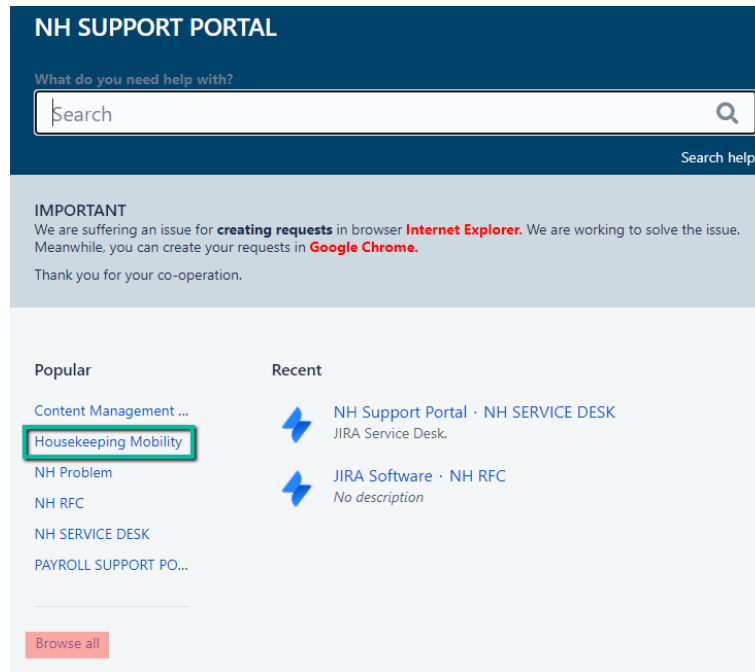 NH SUPPORT PORTAL
What do you need help with?
Search
Search help
IMPORTANT
We are suffering an issue for creating requests in browser Internet Explorer. We are working to solve the issue.
Meanwhile, you can create your requests in Google Chrome.
Thank you for your co-operation.
Popular
Content Management ...
Housekeeping Mobility
NH Problem
NH RFC
NH SERVICE DESK
PAYROLL SUPPORT PO...
Browse all
Recent
NH Support Portal · NH SERVICE DESK
JIRA Service Desk.
JIRA Software · NH RFC
No description